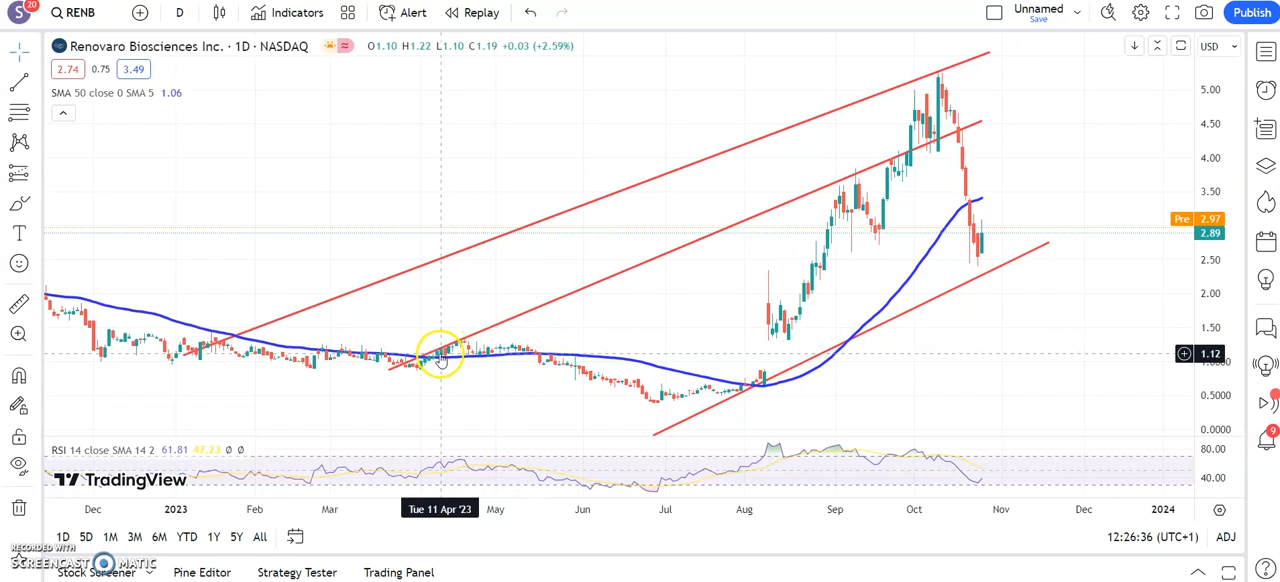 S 20 RENB D Indicators Alert Replay Unnamed Save Publish
Renovaro Biosciences Inc. · 1D · NASDAQ O1.10 H1.22 L1.10 C1.19 +0.03 (+2.59%) USD
2.74 0.75 3.49
SMA 50 close 0 SMA 5 1.06
5.00
4.50
4.00
3.50
Pre 2.97
2.89
2.50
2.00
1.50
1.12
0.5000
0.0000
RSI 14 close SMA 14 2 61.81 47.23 Ø Ø
80.00
40.00
TradingView
9
Dec 2023 Feb Mar Tue 11 Apr '23 May Jun Jul Aug Sep Oct Nov Dec 2024
1D 5D 1M 3M 6M YTD 1Y 5Y All 12:26:36 (UTC+1) ADJ
RECORDED WITH
SCREENCAST MATIC
Stock Screener Pine Editor Strategy Tester Trading Panel